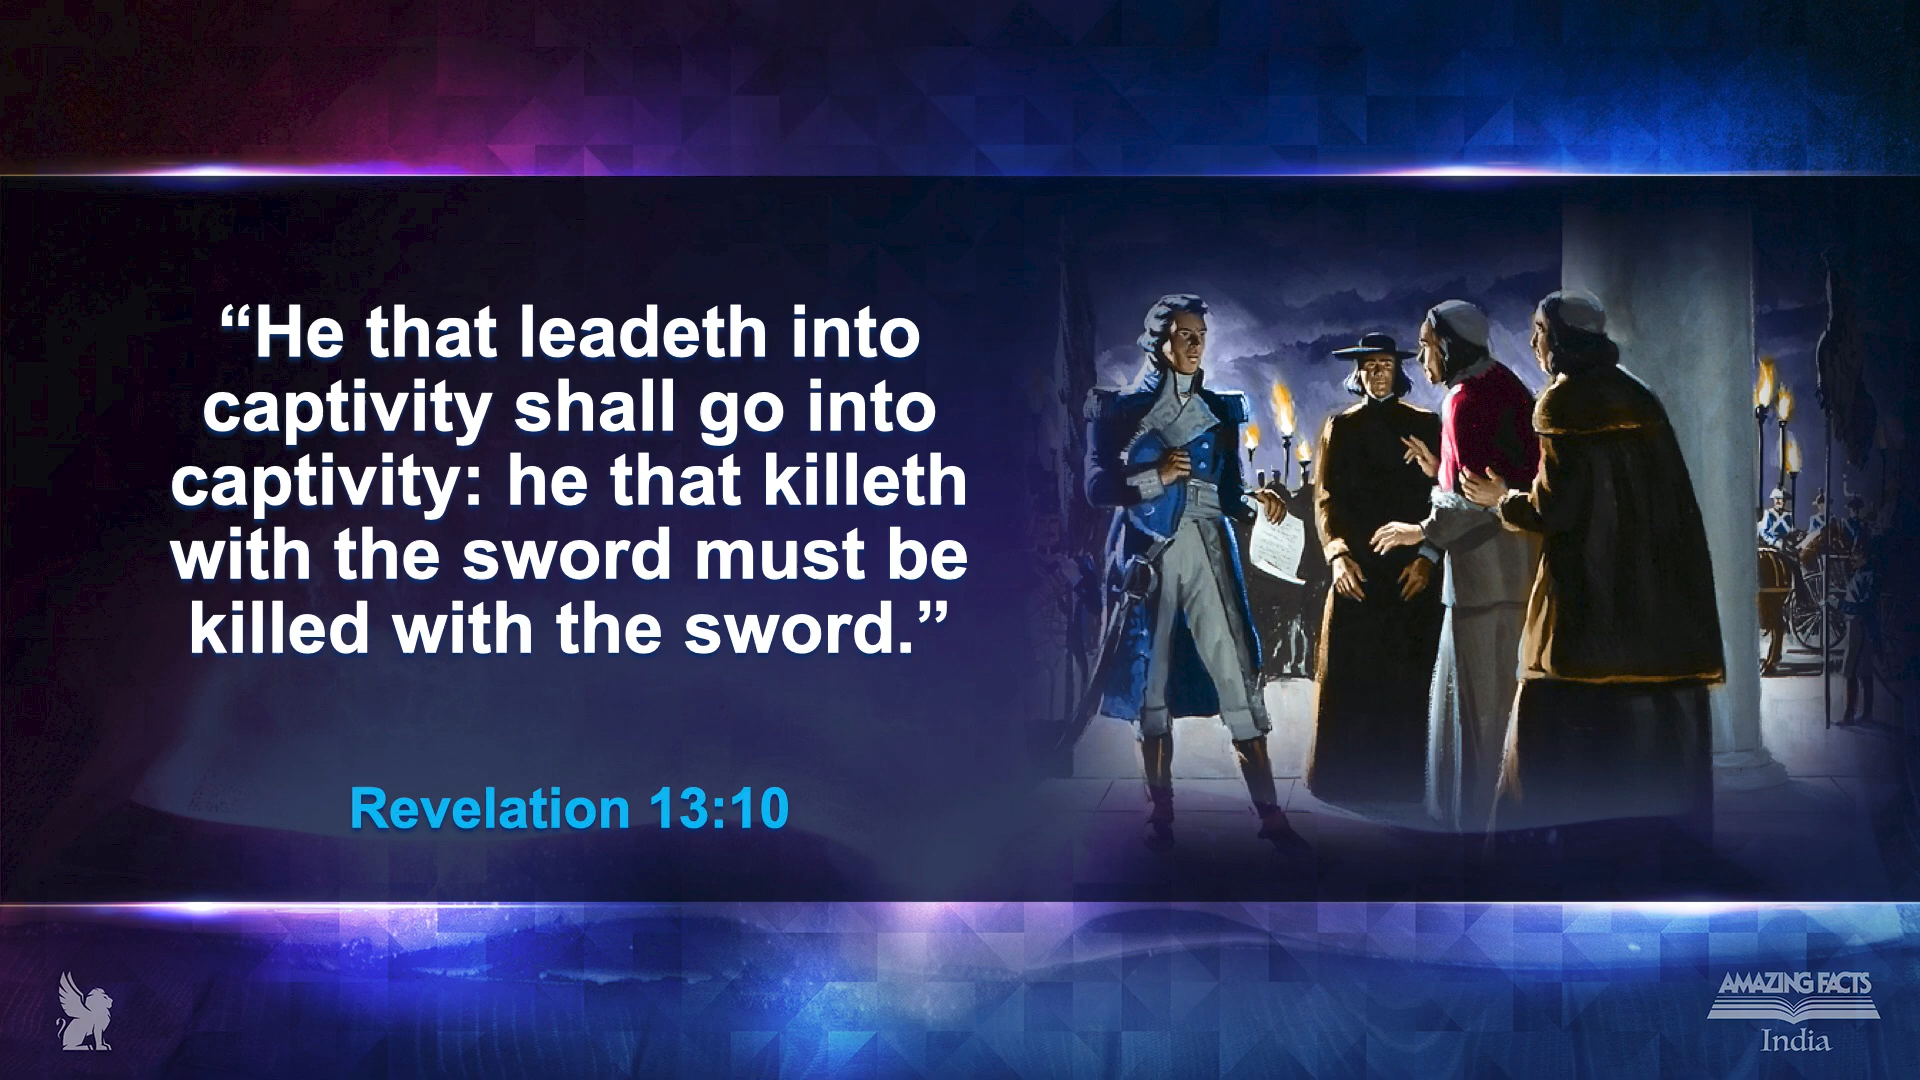 “He that leadeth into
captivity shall go into
captivity: he that killeth
with the sword must be
killed with the sword.”
Revelation 13:10
AMAZING FACTS
India